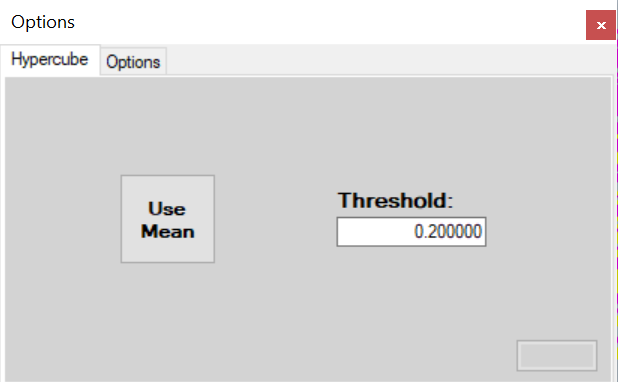 Options
Hypercube
Options
Use
Mean
Threshold:
0.200000